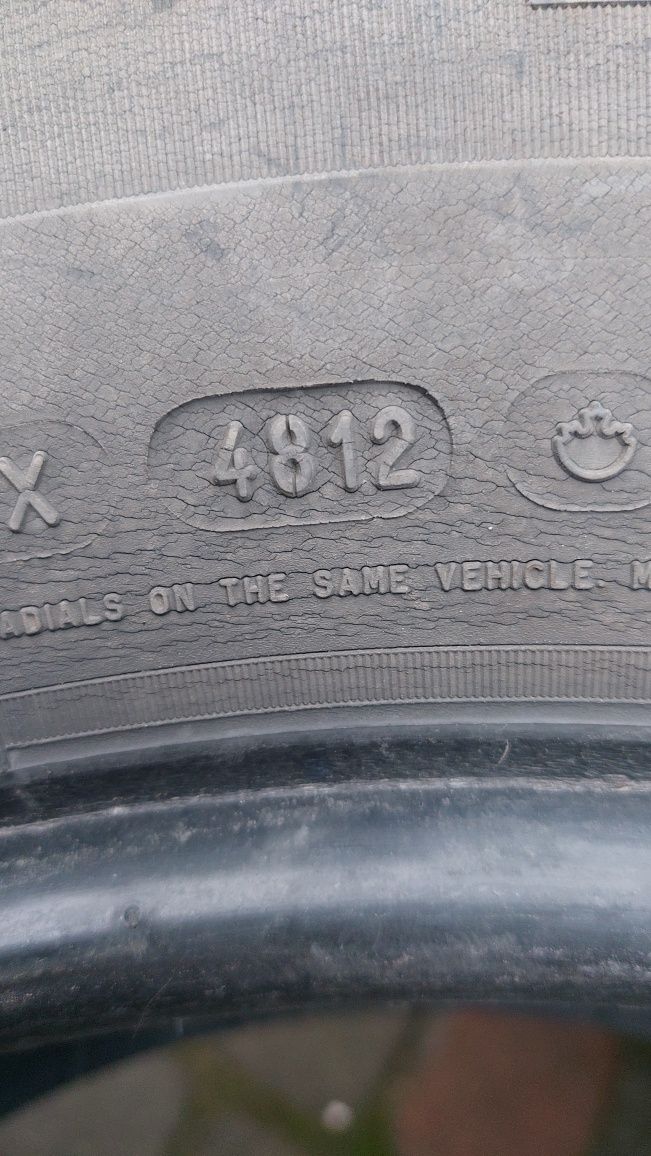 X 4812
ADIALS ON THE SAME VEHICLE. M